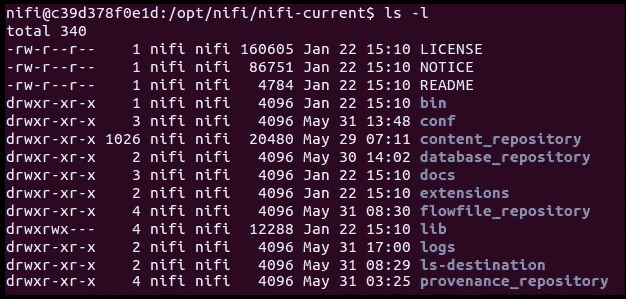 nifi@c39d378f0e1d:/opt/nifi/nifi-current$ ls -l
total 340
-rw-r--r--    1 nifi nifi 160605 Jan 22 15:10 LICENSE
-rw-r--r--    1 nifi nifi  86751 Jan 22 15:10 NOTICE
-rw-r--r--    1 nifi nifi   4784 Jan 22 15:10 README
drwxr-xr-x    2 nifi nifi   4096 Jan 22 15:10 bin
drwxr-xr-x    3 nifi nifi   4096 May 31 13:48 conf
drwxr-xr-x 1026 nifi nifi  20480 May 29 07:11 content_repository
drwxr-xr-x    2 nifi nifi   4096 May 30 14:02 database_repository
drwxr-xr-x    3 nifi nifi   4096 Jan 22 15:10 docs
drwxr-xr-x    2 nifi nifi   4096 Jan 22 15:10 extensions
drwxr-xr-x    4 nifi nifi   4096 May 31 08:30 flowfile_repository
drwxrwx---    4 nifi nifi  12288 Jan 22 15:10 lib
drwxr-xr-x    2 nifi nifi   4096 May 31 17:00 logs
drwxr-xr-x    2 nifi nifi   4096 May 31 08:29 ls-destination
drwxr-xr-x    4 nifi nifi   4096 May 31 03:25 provenance_repository